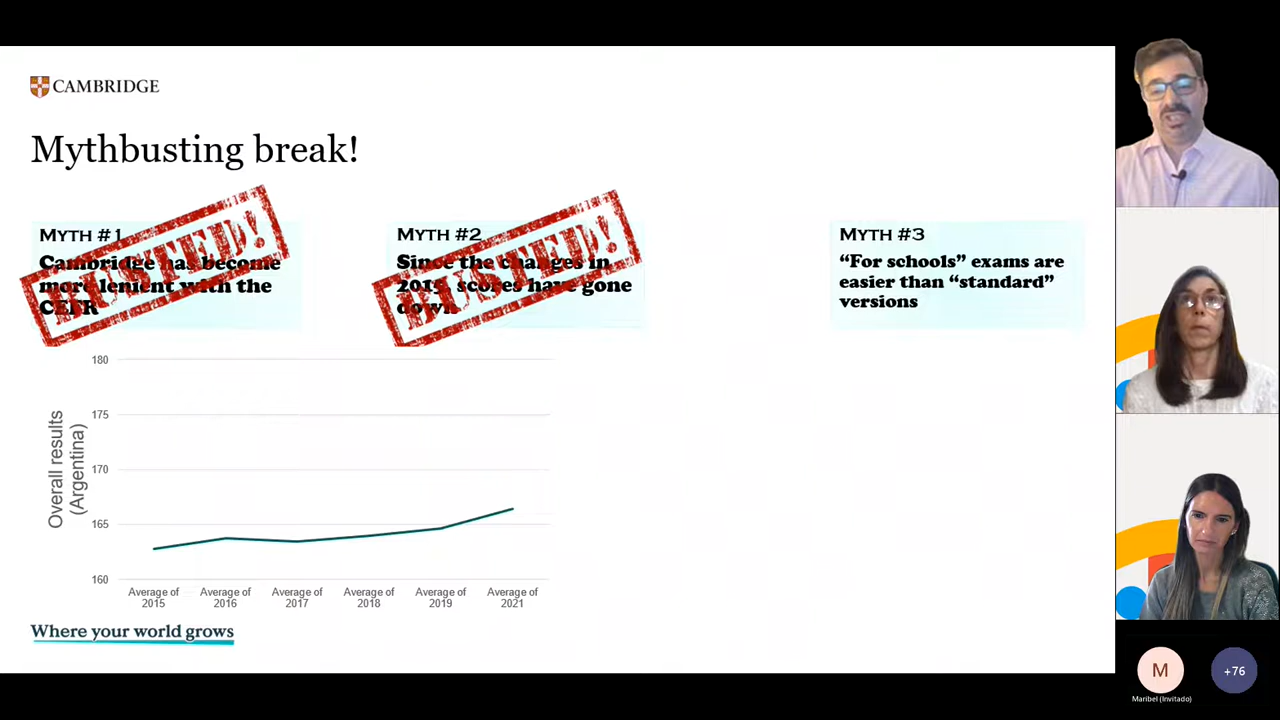 CAMBRIDGE
Mythbusting break!
MYTH #1
Cambridge has become
more lenient with the
CEFR
BUSTED!
MYTH #2
Since the changes in
2015, scores have gone
down
BUSTED!
MYTH #3
“For schools” exams are
easier than “standard”
versions
Overall results
(Argentina)
180
175
170
165
160
Average of
2015
Average of
2016
Average of
2017
Average of
2018
Average of
2019
Average of
2021
Where your world grows
M
Maribel (Invitado)
+76